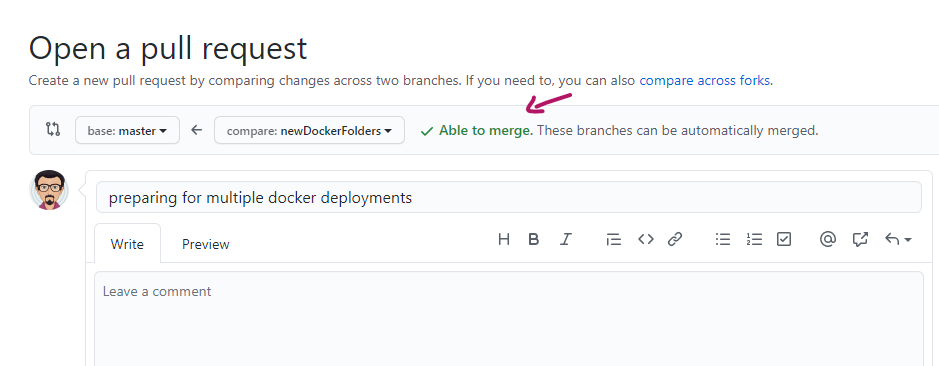 Open a pull request
Create a new pull request by comparing changes across two branches. If you need to, you can also compare across forks.
base: master compare: newDockerFolders Able to merge. These branches can be automatically merged.
preparing for multiple docker deployments
Write Preview H B I @
Leave a comment